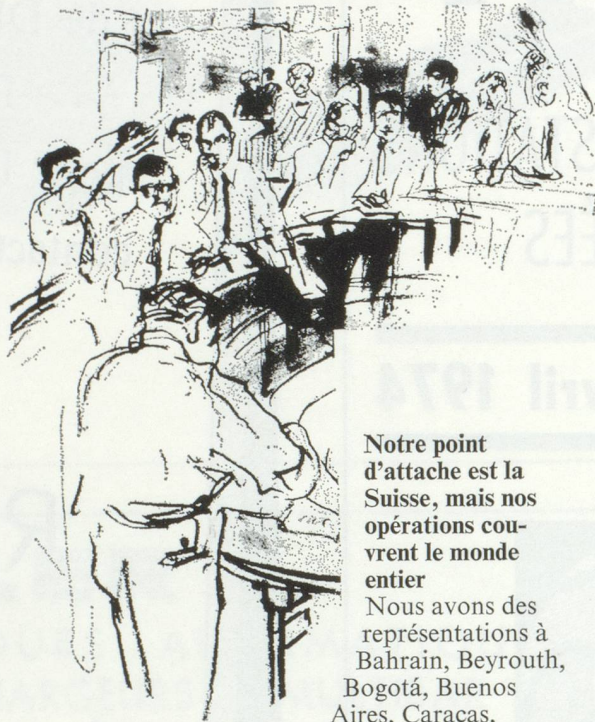 Notre point
d'attache est la
Suisse, mais nos
opérations cou-
vrent le monde
entier
Nous avons des
représentations à
Bahrain, Beyrouth,
Bogotá, Buenos
Aires, Caracas,